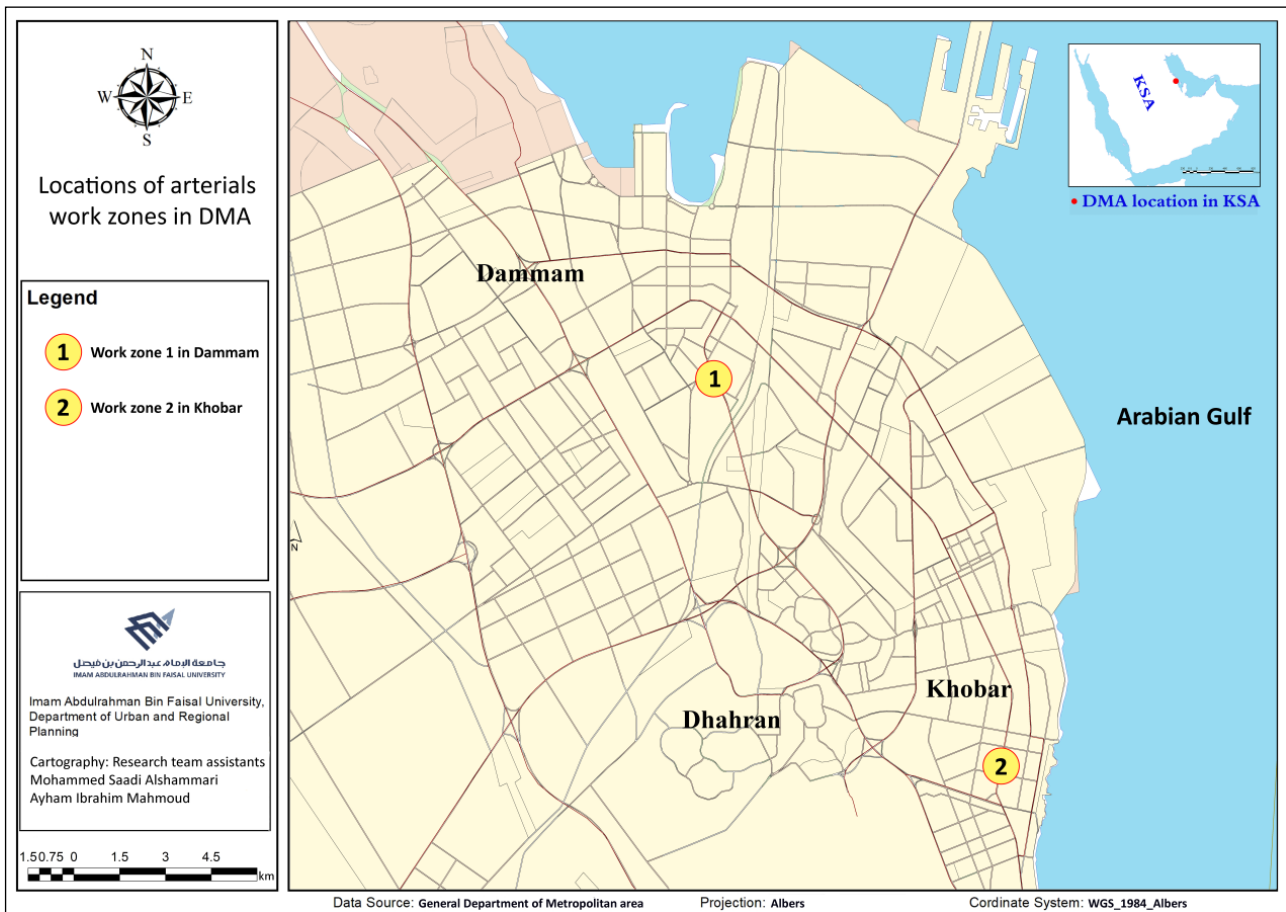 N
W
E
S
Locations of arterials
work zones in DMA
Legend
1 Work zone 1 in Dammam
2 Work zone 2 in Khobar
جامعة الإمام عبد الرحمن بن فيصل
IMAM ABDULRAHMAN BIN FAISAL UNIVERSITY
Imam Abdulrahman Bin Faisal University,
Department of Urban and Regional
Planning
Cartography: Research team assistants
Mohammed Saadi Alshammari
Ayham Ibrahim Mahmoud
1.5 0.75 0 1.5 3 4.5
km
KSA
DMA location in KSA
Dammam
1
Arabian Gulf
N
Khobar
Dhahran
2
Data Source: General Department of Metropolitan area Projection: Albers Cordinate System: WGS_1984_Albers